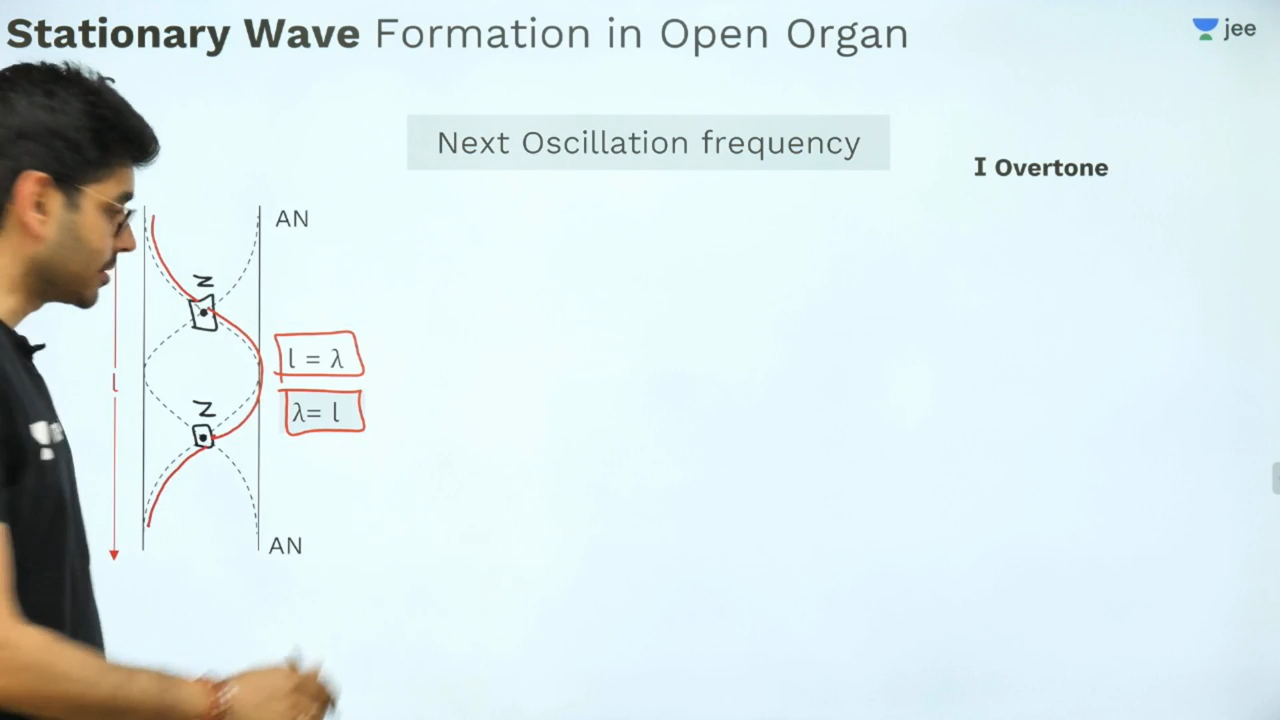 Stationary Wave Formation in Open Organ
jee
Next Oscillation frequency
I Overtone
AN
N
l = λ
l
N
λ= l
AN